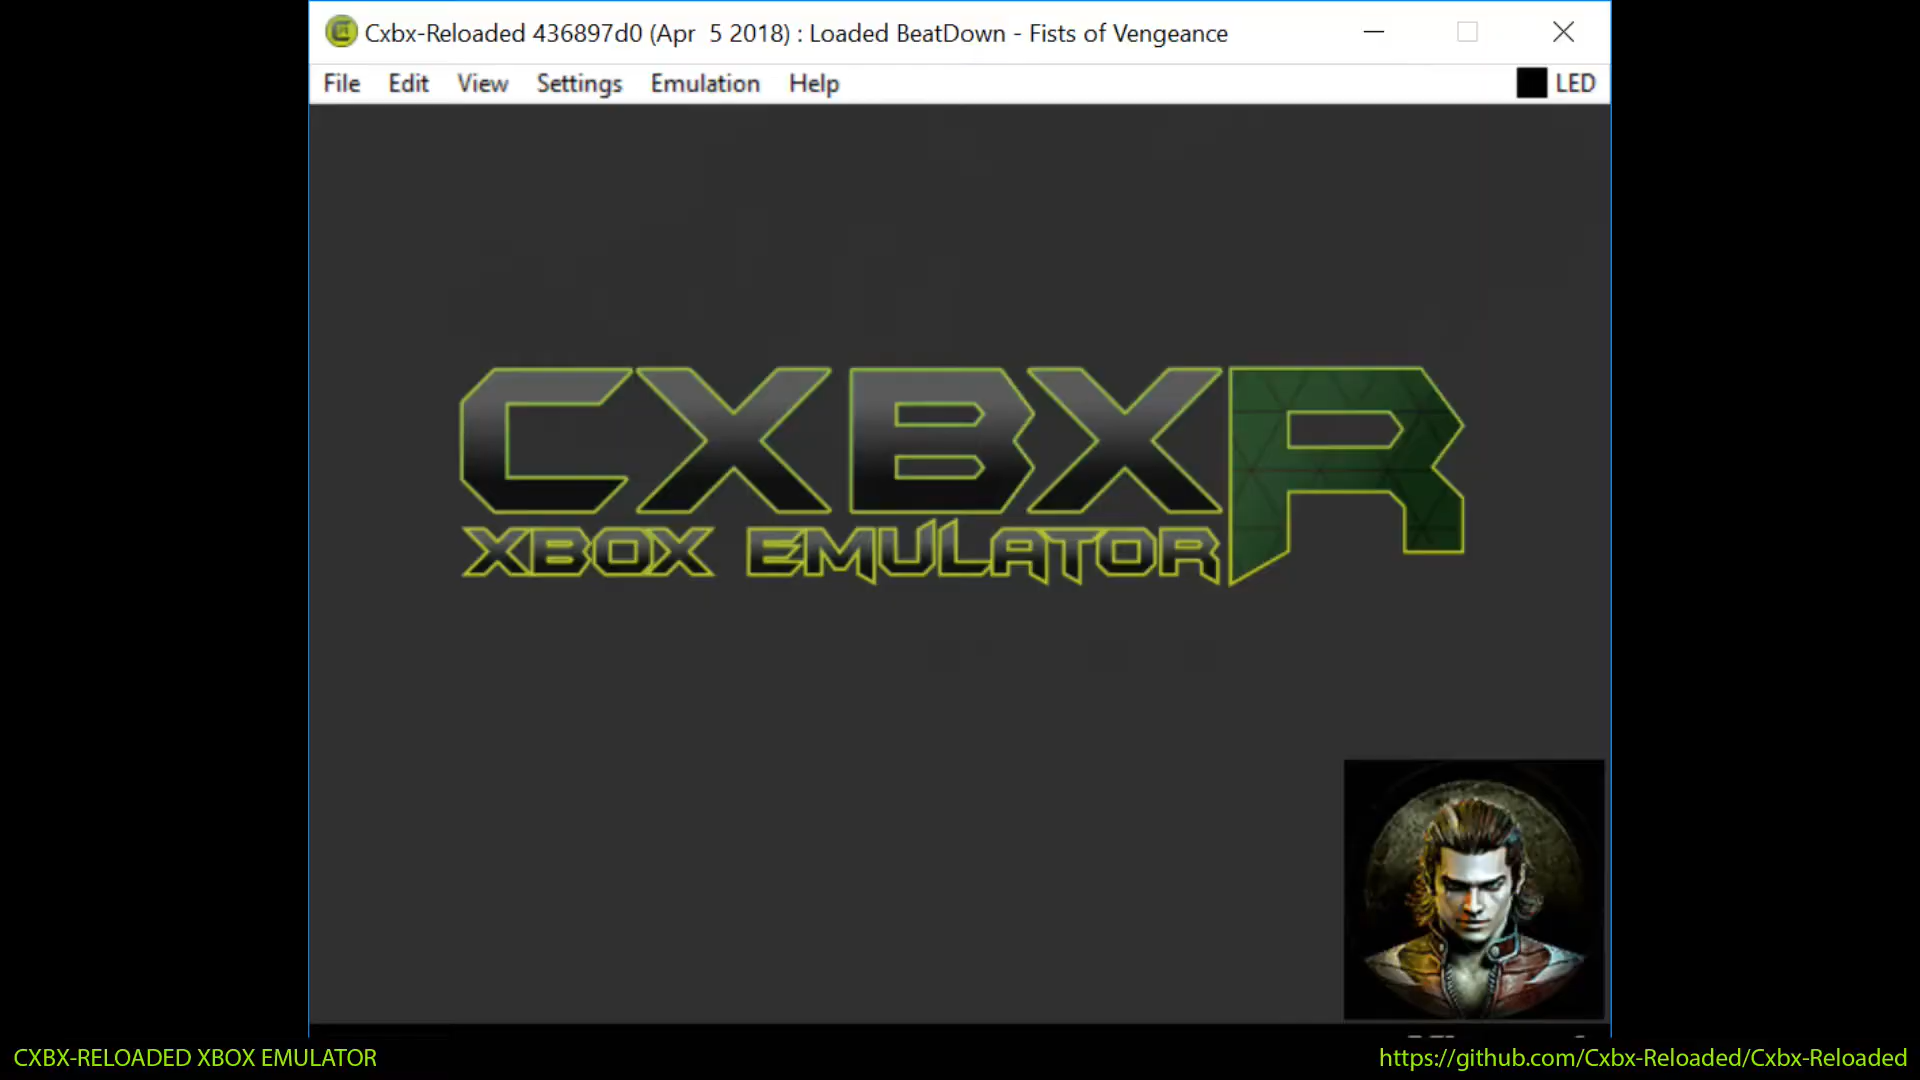 Cxbx-Reloaded 436897d0 (Apr 5 2018) : Loaded BeatDown - Fists of Vengeance
File Edit View Settings Emulation Help LED
CXBXR
XBOX EMULATOR
CXBX-RELOADED XBOX EMULATOR
https://github.com/Cxbx-Reloaded/Cxbx-Reloaded